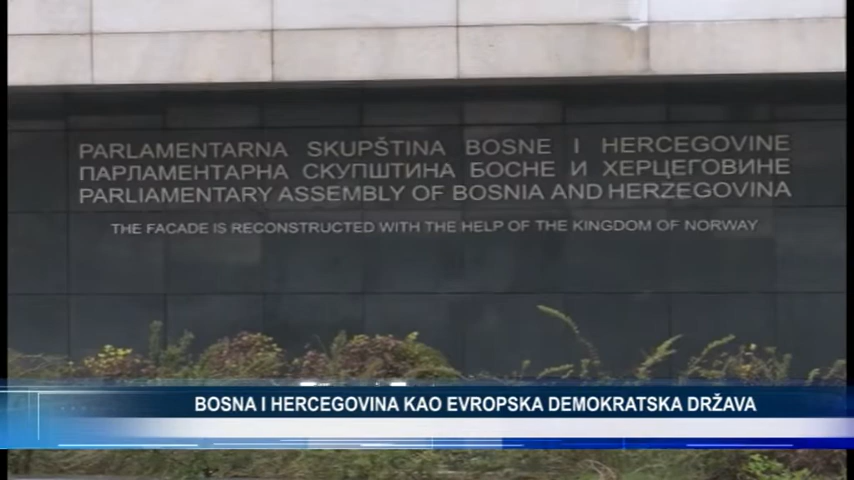 PARLAMENTARNA SKUPŠTINA BOSNE I HERCEGOVINE
ПАРЛАМЕНТАРНА СКУПШТИНА БОСНЕ И ХЕРЦЕГОВИНЕ
PARLIAMENTARY ASSEMBLY OF BOSNIA AND HERZEGOVINA
THE FACADE IS RECONSTRUCTED WITH THE HELP OF THE KINGDOM OF NORWAY
BOSNA I HERCEGOVINA KAO EVROPSKA DEMOKRATSKA DRŽAVA